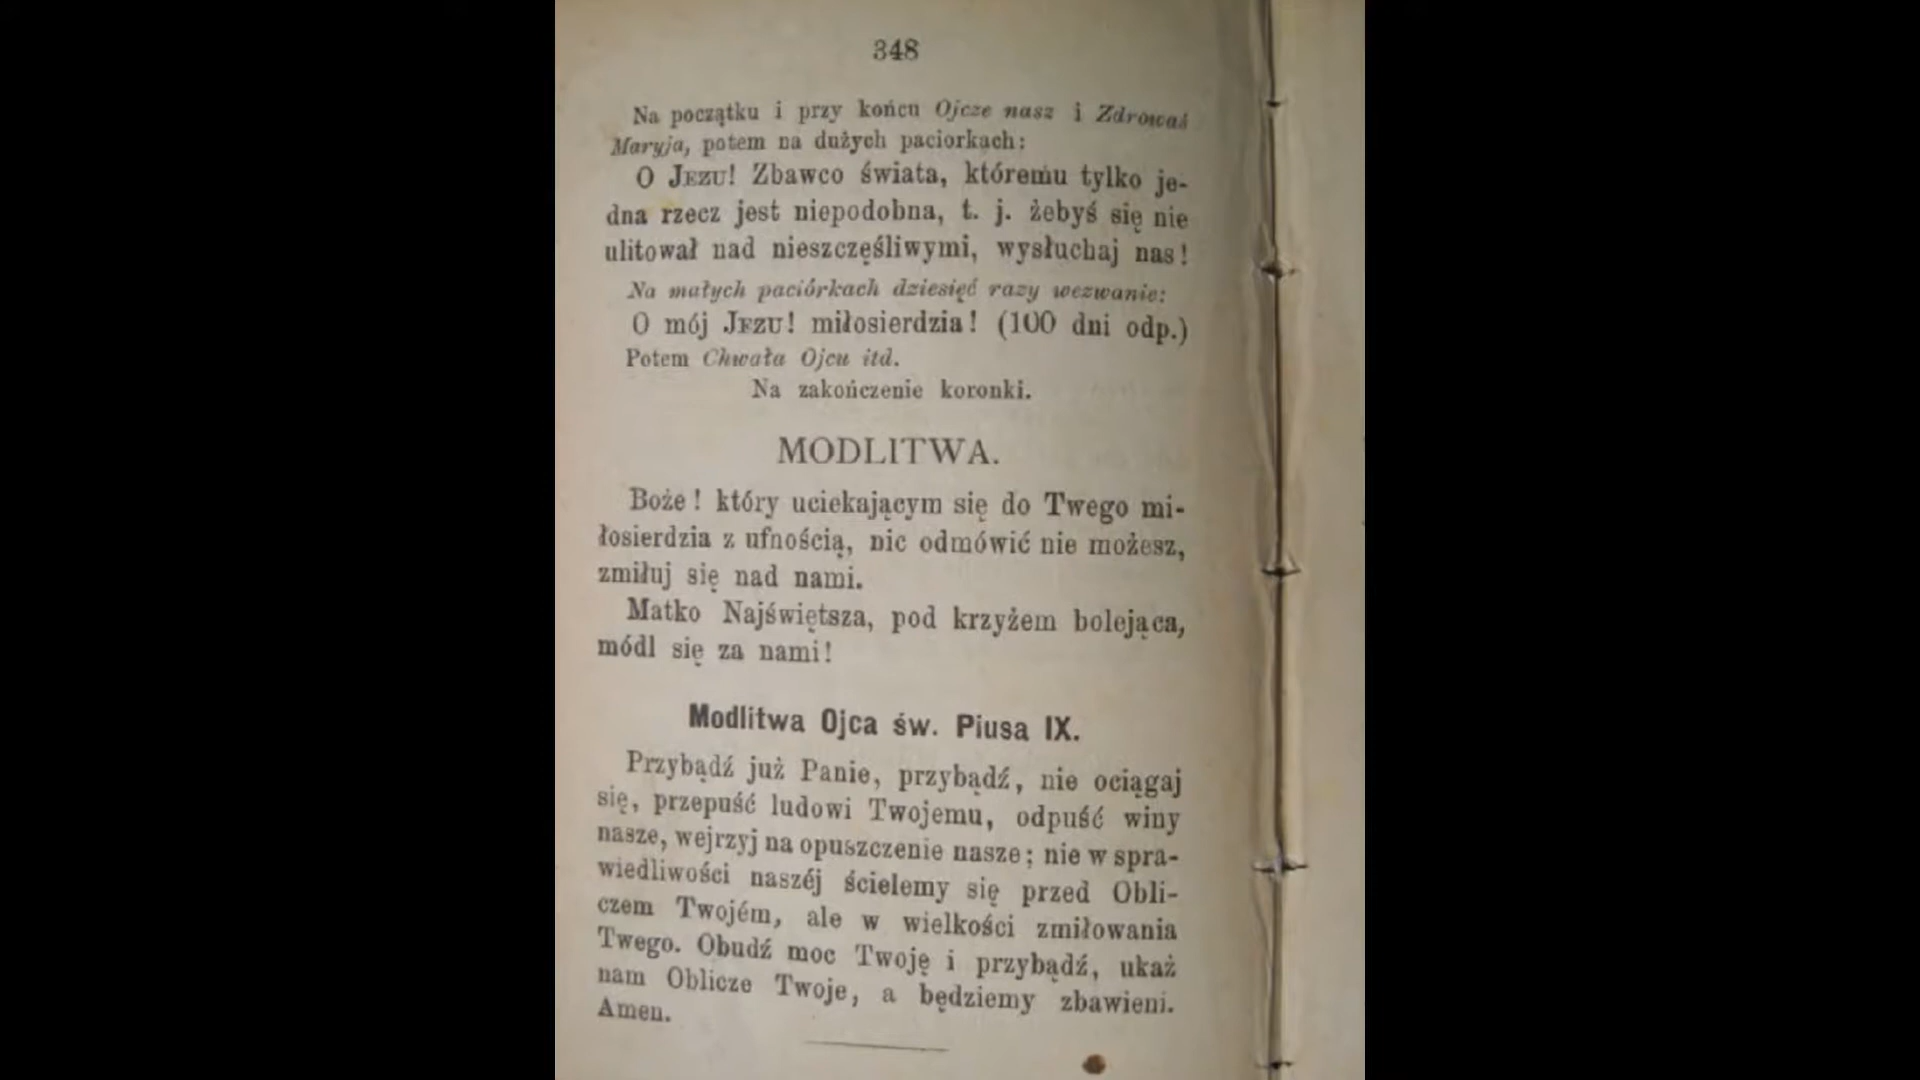 348
Na początku i przy końcu Ojcze nasz i Zdrowaś
Maryja, potem na dużych paciorkach:
O JEZU! Zbawco świata, któremu tylko je-
dna rzecz jest niepodobna, t. j. żebyś się nie
ulitował nad nieszczęśliwymi, wysłuchaj nas!
Na małych paciórkach dziesięć razy wezwanie:
O mój JEZU! miłosierdzia! (100 dni odp.)
Potem Chwała Ojcu itd.
Na zakończenie koronki.
MODLITWA.
Boże! który uciekającym się do Twego mi-
łosierdzia z ufnością, nic odmówić nie możesz,
zmiłuj się nad nami.
Matko Najświętsza, pod krzyżem bolejąca,
módl się za nami!
Modlitwa Ojca św. Piusa IX.
Przybądź już Panie, przybądź, nie ociągaj
się, przepuść ludowi Twojemu, odpuść winy
nasze, wejrzyj na opuszczenie nasze; nie w spra-
wiedliwości naszéj ścielemy się przed Obli-
czem Twojém, ale w wielkości zmiłowania
Twego. Obudź moc Twoję i przybądź, ukaż
nam Oblicze Twoje, a będziemy zbawieni.
Amen.